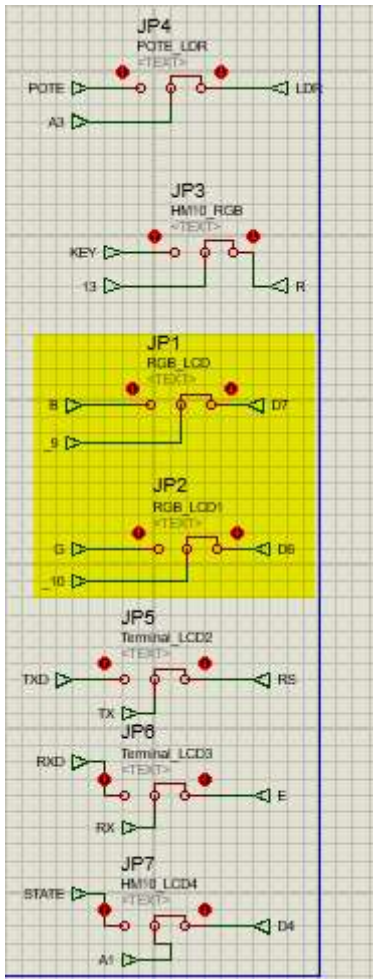 JP4
POTE_LDR
<TEXT>
POTE LDR
A3
JP3
HM10_RGB
<TEXT>
KEY
13 R
JP1
RGB_LCD
<TEXT>
B D7
_9
JP2
RGB_LCD1
<TEXT>
G D6
_10
JP5
Terminal_LCD2
<TEXT>
TXD RS
TX
JP6
RXD Terminal_LCD3
<TEXT>
E
RX
JP7
HM10_LCD4
STATE <TEXT>
D4
A1